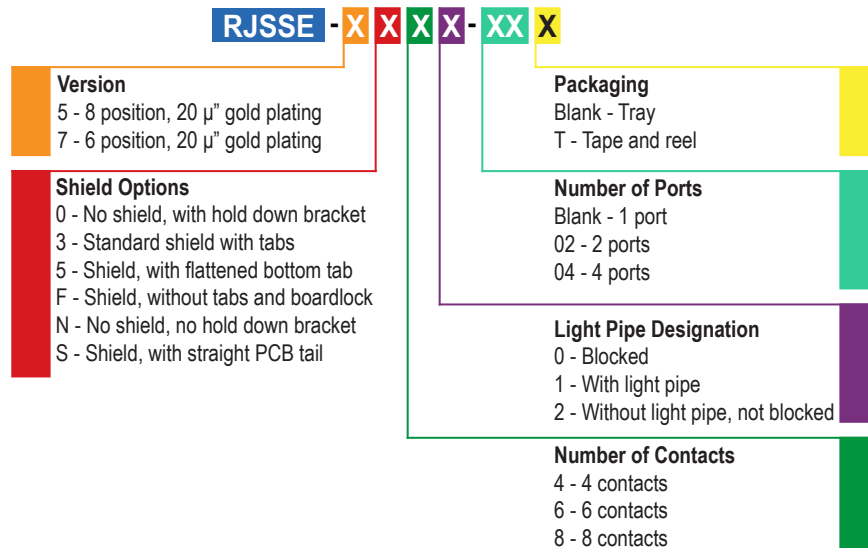 RJSSE - X X X X - XX X
Version
5 - 8 position, 20 µ” gold plating
7 - 6 position, 20 µ” gold plating
Shield Options
0 - No shield, with hold down bracket
3 - Standard shield with tabs
5 - Shield, with flattened bottom tab
F - Shield, without tabs and boardlock
N - No shield, no hold down bracket
S - Shield, with straight PCB tail
Packaging
Blank - Tray
T - Tape and reel
Number of Ports
Blank - 1 port
02 - 2 ports
04 - 4 ports
Light Pipe Designation
0 - Blocked
1 - With light pipe
2 - Without light pipe, not blocked
Number of Contacts
4 - 4 contacts
6 - 6 contacts
8 - 8 contacts